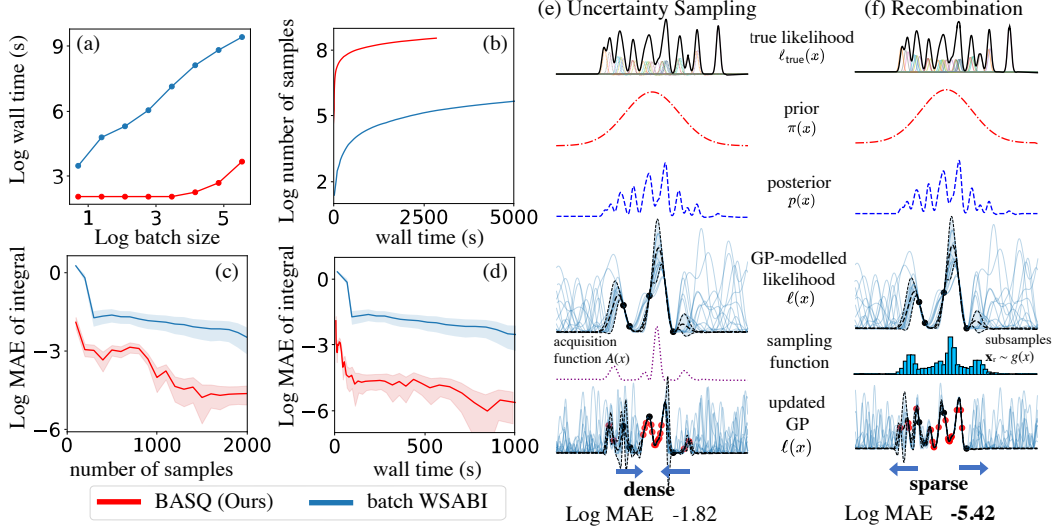 (a)
Log wall time (s)
9
6
3
1
3
5
Log batch size
(b)
Log number of samples
8
5
2
0
2500
5000
wall time (s)
(c)
Log MAE of integral
0
−3
−6
0
1000
2000
number of samples
(d)
Log MAE of integral
0
−3
−6
0
500
1000
wall time (s)
BASQ (Ours)
batch WSABI
(e) Uncertainty Sampling
(f) Recombination
true likelihood
ℓtrue(x)
prior
π(x)
posterior
p(x)
GP-modelled
likelihood
ℓ(x)
acquisition
function A(x)
sampling
function
subsamples
xr ~ g(x)
updated
GP
ℓ(x)
dense
sparse
Log MAE -1.82
Log MAE -5.42